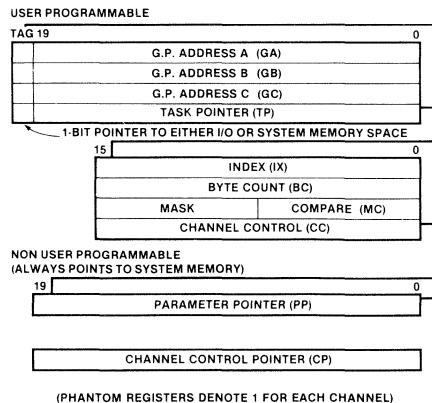 USER PROGRAMMABLE
TAG 19 0
G.P. ADDRESS A (GA)
G.P. ADDRESS B (GB)
G.P. ADDRESS C (GC)
TASK POINTER (TP)
1-BIT POINTER TO EITHER I/O OR SYSTEM MEMORY SPACE
15 0
INDEX (IX)
BYTE COUNT (BC)
MASK COMPARE (MC)
CHANNEL CONTROL (CC)
NON USER PROGRAMMABLE
(ALWAYS POINTS TO SYSTEM MEMORY)
19 0
PARAMETER POINTER (PP)
CHANNEL CONTROL POINTER (CP)
(PHANTOM REGISTERS DENOTE 1 FOR EACH CHANNEL)